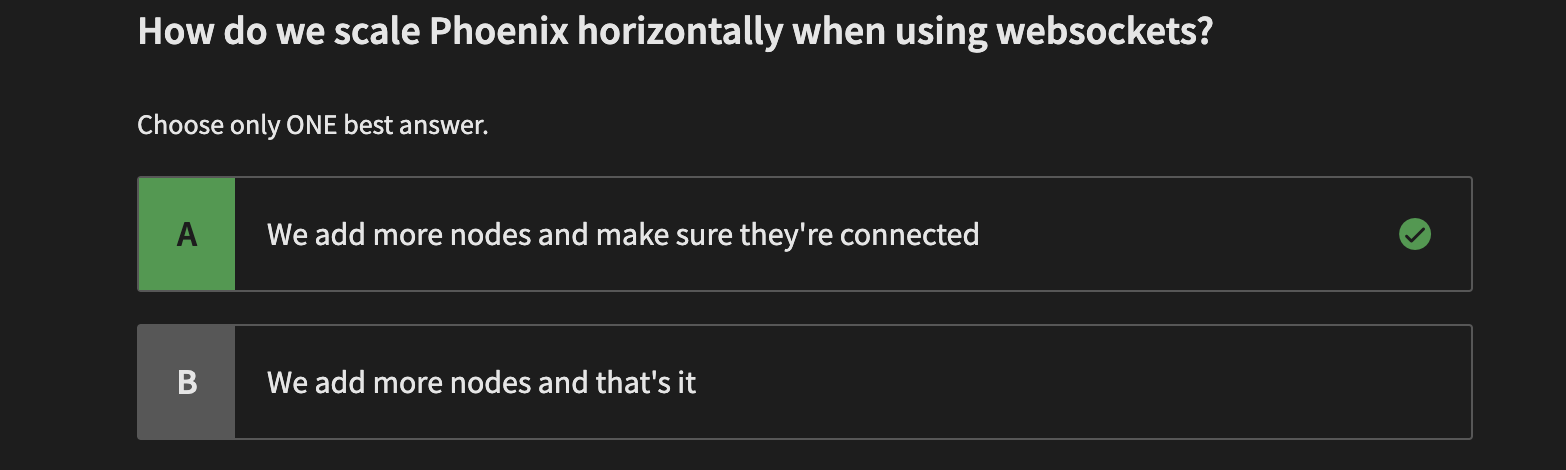 How do we scale Phoenix horizontally when using websockets?
Choose only ONE best answer.
A
We add more nodes and make sure they're connected
B
We add more nodes and that's it